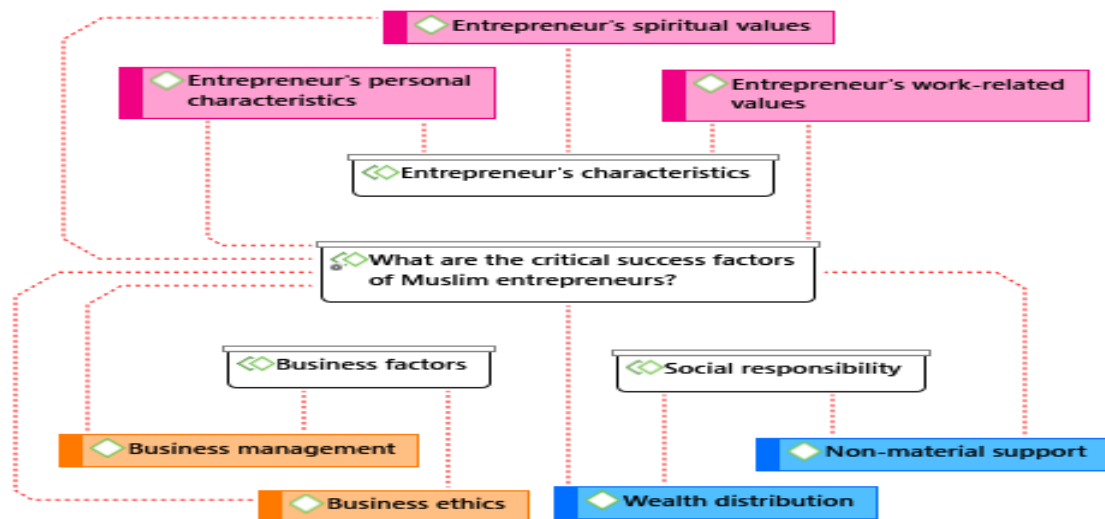 Entrepreneur's spiritual values
Entrepreneur's personal
characteristics
Entrepreneur's work-related
values
Entrepreneur's characteristics
What are the critical success factors
of Muslim entrepreneurs?
Business factors
Social responsibility
Business management
Non-material support
Business ethics
Wealth distribution